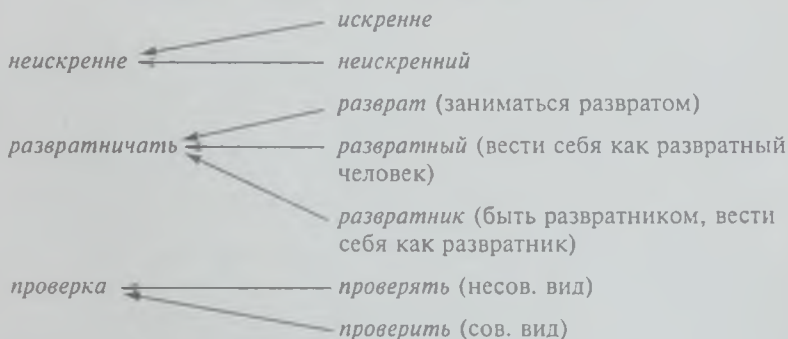 искренне
неискренне неискренний
разврат (заниматься развратом)
развратничать развратный (вести себя как развратный
человек)
развратник (быть развратником, вести
себя как развратник)
проверка проверять (несов. вид)
проверить (сов. вид)